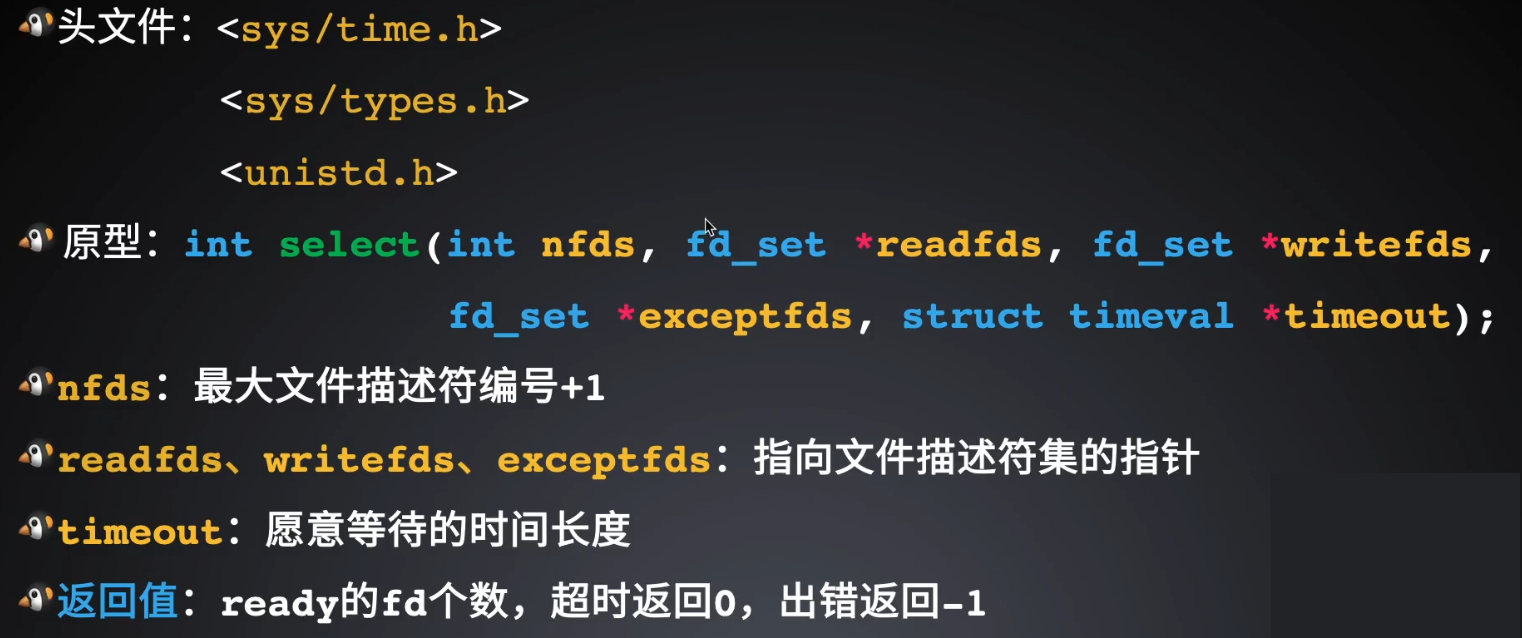 头文件：<sys/time.h>
<sys/types.h>
<unistd.h>
原型：int select(int nfds, fd_set *readfds, fd_set *writefds,
fd_set *exceptfds, struct timeval *timeout);
nfds：最大文件描述符编号+1
readfds、writefds、exceptfds：指向文件描述符集的指针
timeout：愿意等待的时间长度
返回值：ready的fd个数，超时返回0，出错返回-1